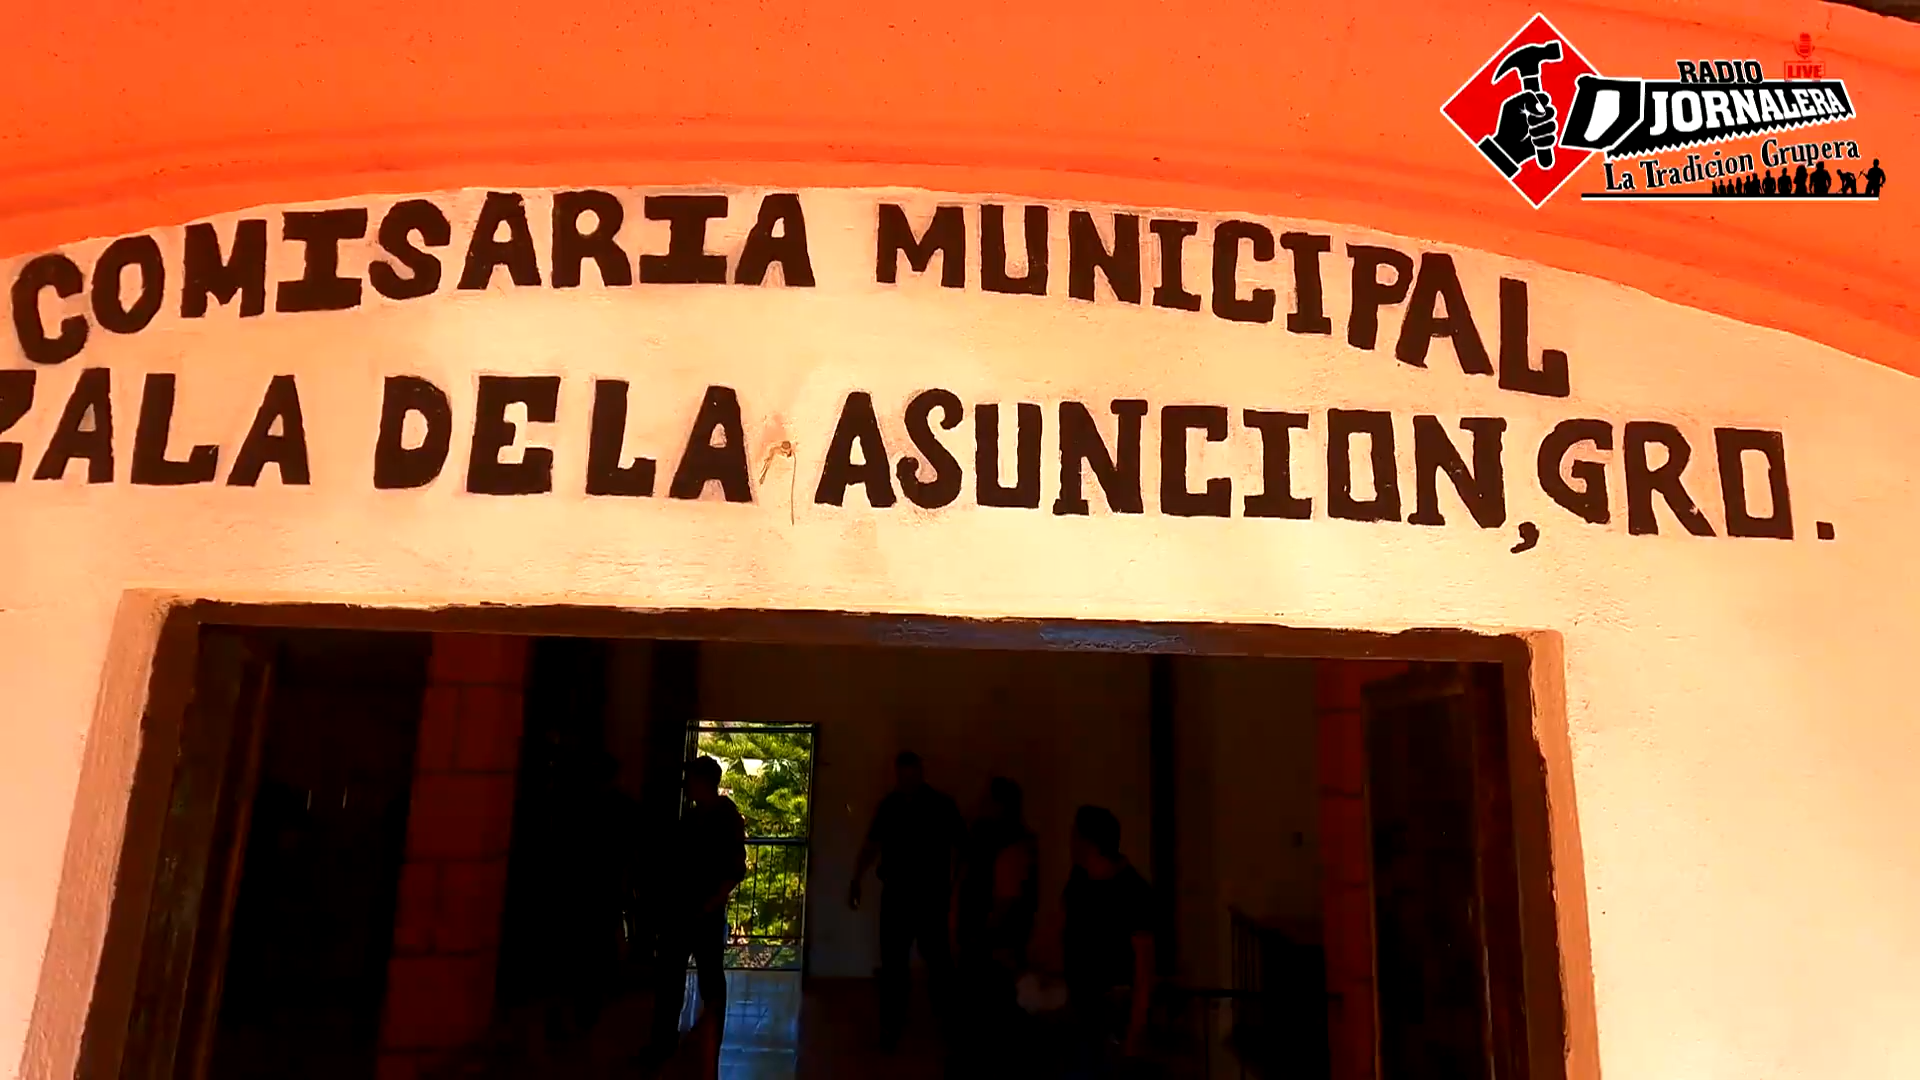 COMISARIA MUNICIPAL
ZALA DE LA ASUNCION, GRO.
RADIO
LIVE
JORNALERA
La Tradicion Grupera